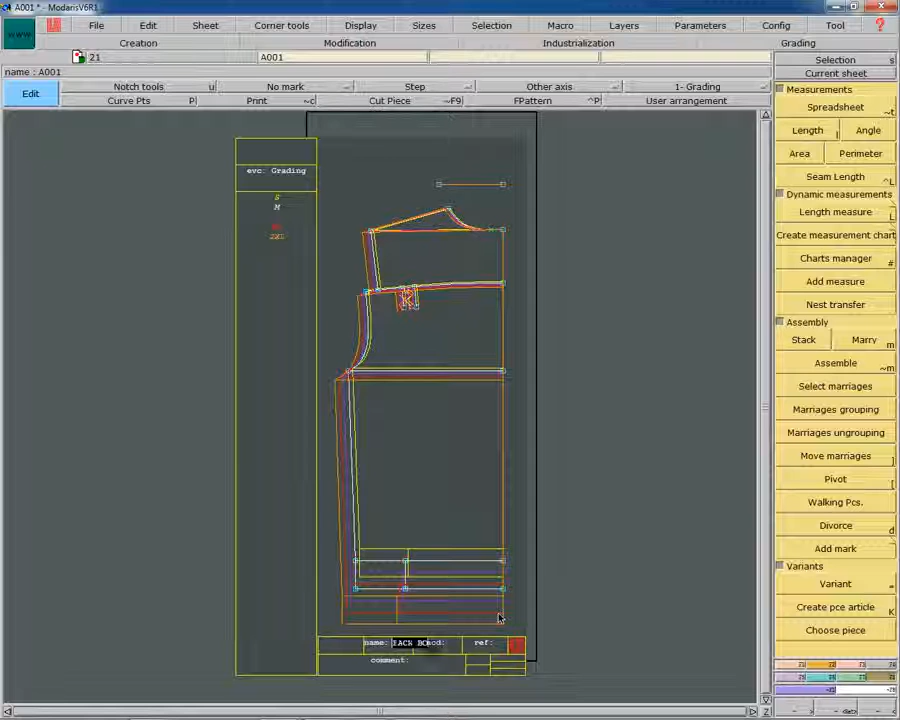 A001 * - ModarisV6R1
File Edit Sheet Corner tools Display Sizes Selection Macro Layers Parameters Config Tool ?
Creation Modification Industrialization Grading
21 A001
name : A001
Edit
Notch tools u No mark Step Other axis 1- Grading
Curve Pts P Print ~c Cut Piece ~F9 FPattern ^P User arrangement
Selection s
Current sheet
Measurements
Spreadsheet ~t
Length l Angle
Area Perimeter
Seam Length ^L
Dynamic measurements
Length measure L
Create measurement chart
Charts manager #
Add measure
Nest transfer
Assembly
Stack Marry m
Assemble ~m
Select marriages
Marriages grouping
Marriages ungrouping
Move marriages ]
Pivot [
Walking Pcs.
Divorce d
Add mark
Variants
Variant =
Create pce article K
Choose piece
evc: Grading
S
M
name: mod: ref:
comment: